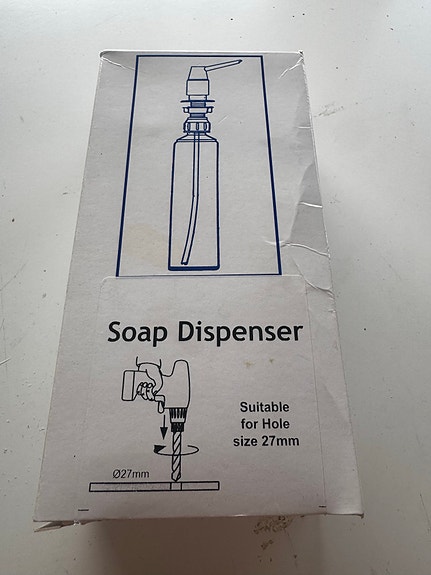 Soap Dispenser
Suitable
for Hole
size 27mm
Ø27mm